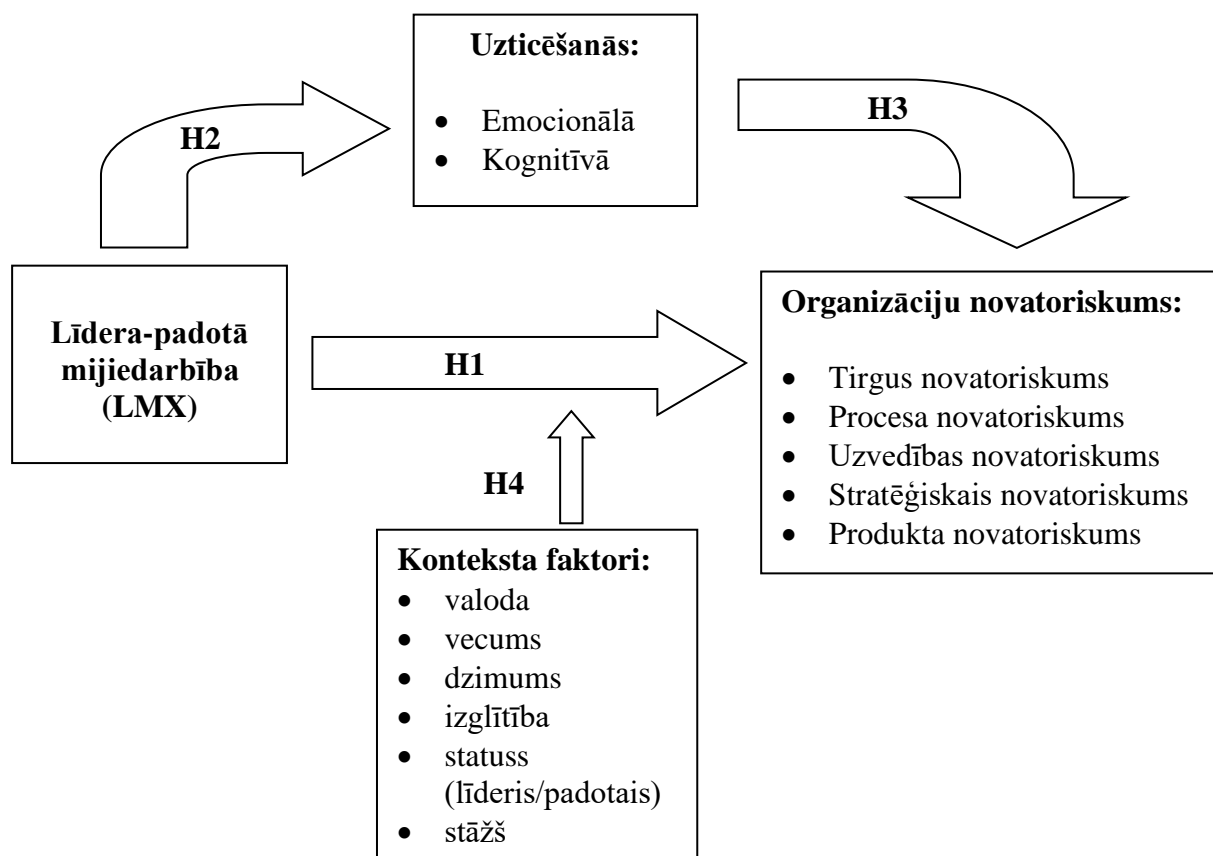 Uzticēšanās:
• Emocionālā
• Kognitīvā
H2
H3
Līdera-padotā
mijiedarbība
(LMX)
H1
Organizāciju novatoriskums:
• Tirgus novatoriskums
• Procesa novatoriskums
• Uzvedības novatoriskums
• Stratēģiskais novatoriskums
• Produkta novatoriskums
H4
Konteksta faktori:
• valoda
• vecums
• dzimums
• izglītība
• statuss
(līderis/padotais)
• stāžš